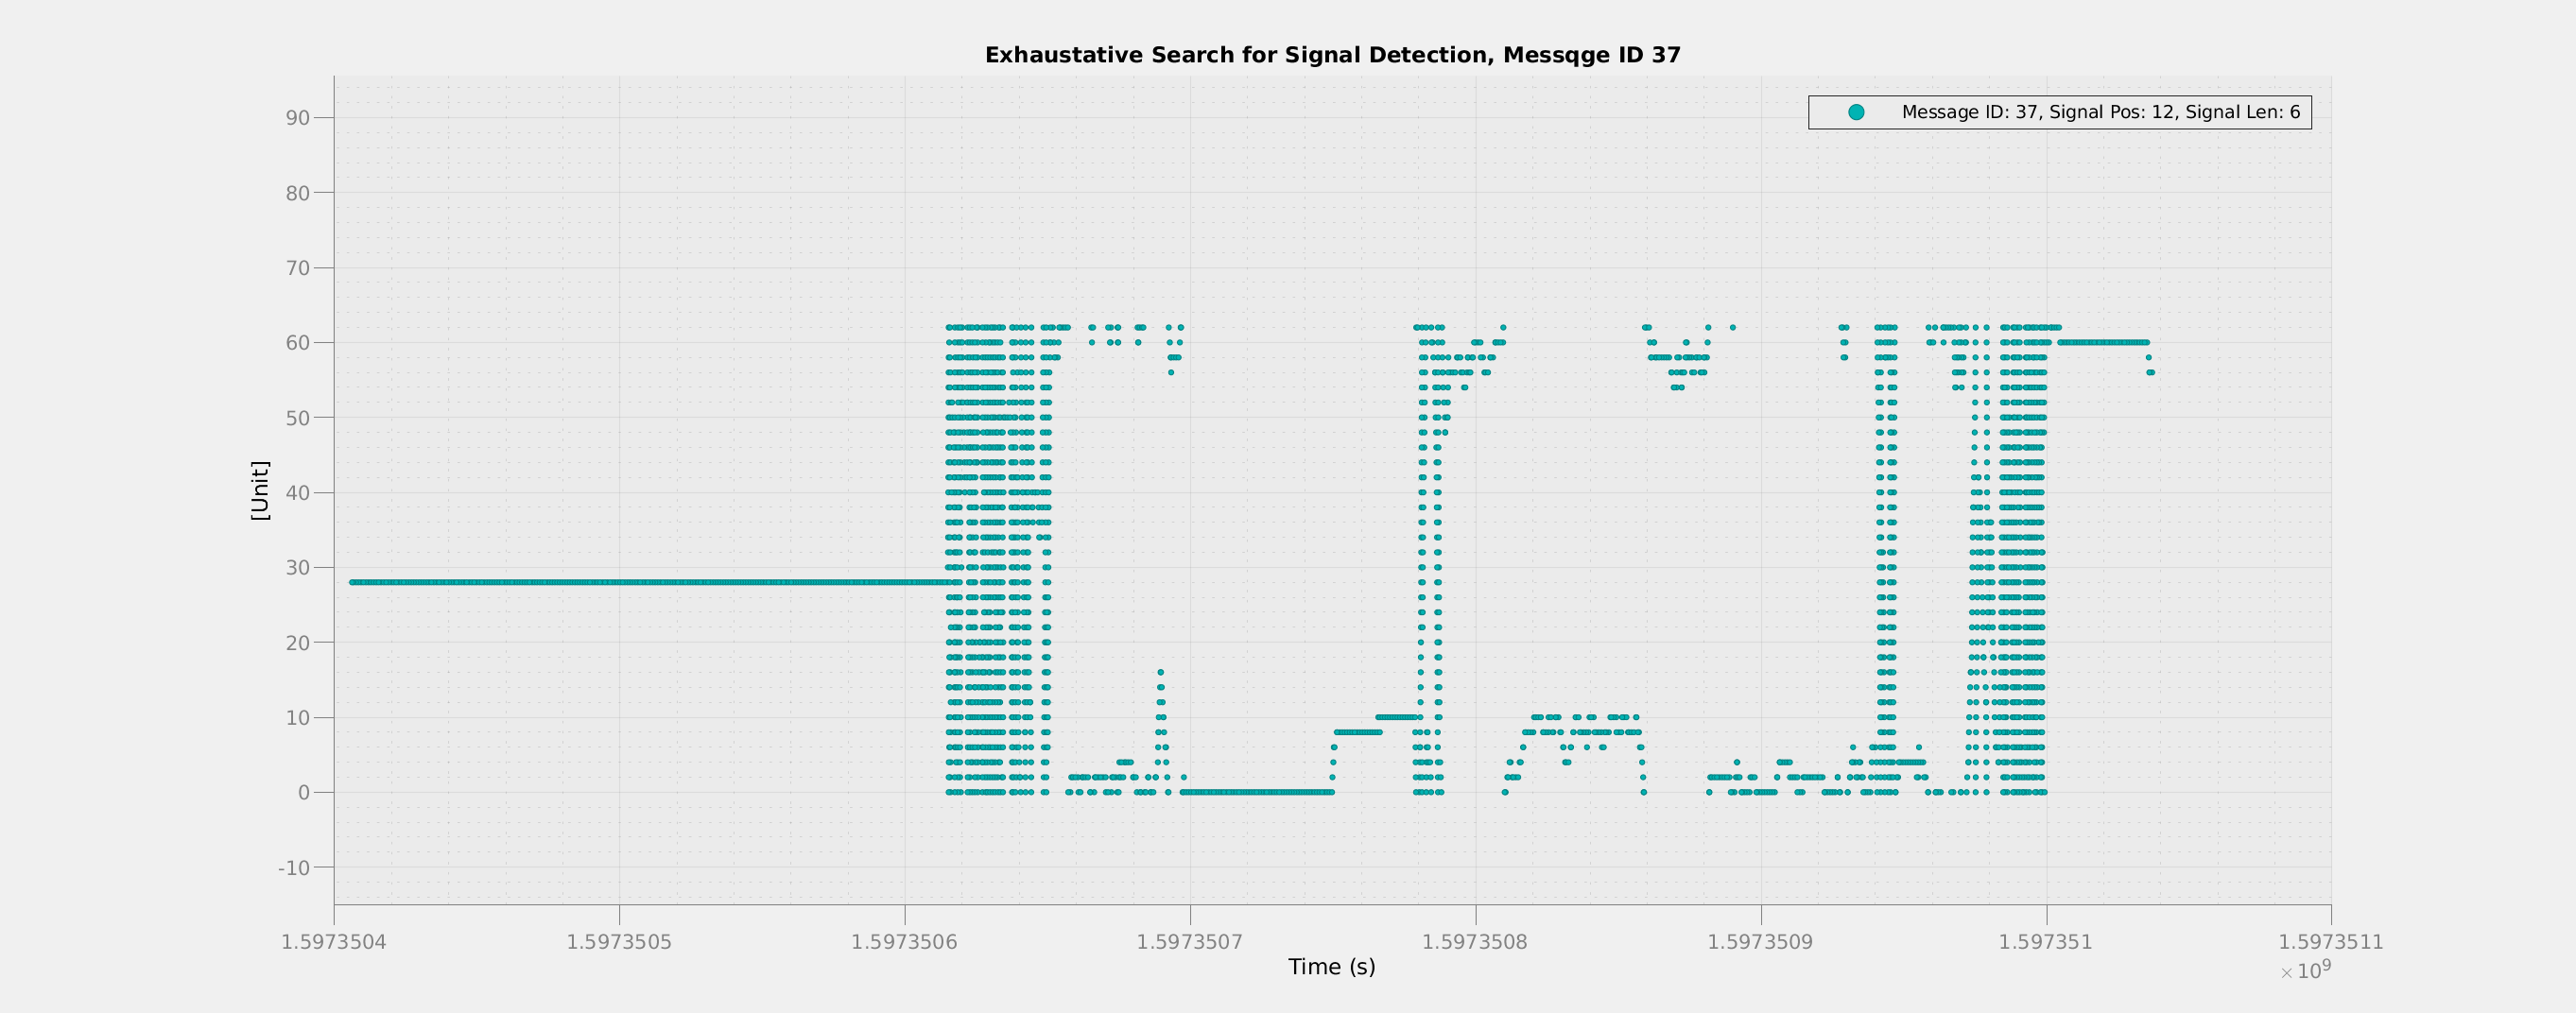 Exhaustative Search for Signal Detection, Messqge ID 37
Message ID: 37, Signal Pos: 12, Signal Len: 6
90
80
70
60
50
40
30
20
10
0
-10
[Unit]
1.5973504 1.5973505 1.5973506 1.5973507 1.5973508 1.5973509 1.597351 1.5973511
Time (s)
× 10⁹